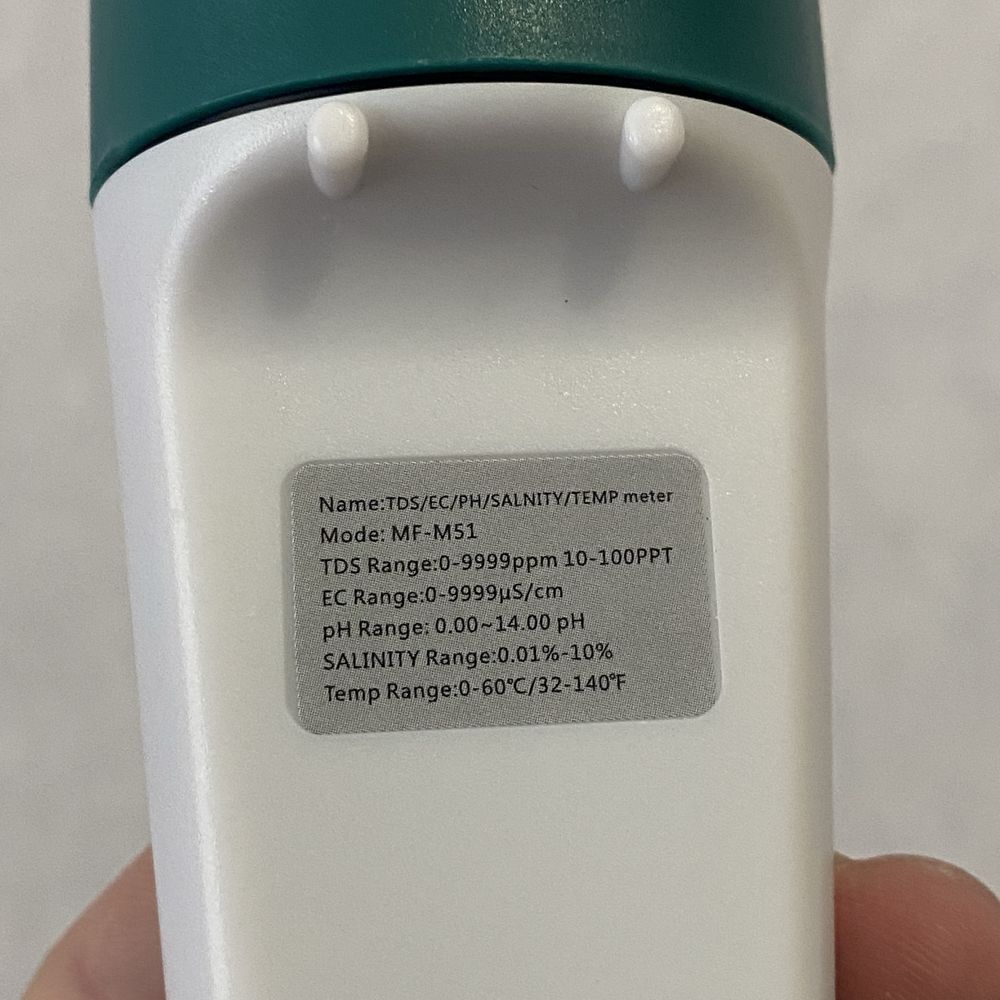 Name:TDS/EC/PH/SALNITY/TEMP meter
Mode: MF-M51
TDS Range:0-9999ppm 10-100PPT
EC Range:0-9999μS/cm
pH Range: 0.00~14.00 pH
SALINITY Range:0.01%-10%
Temp Range:0-60℃/32-140℉